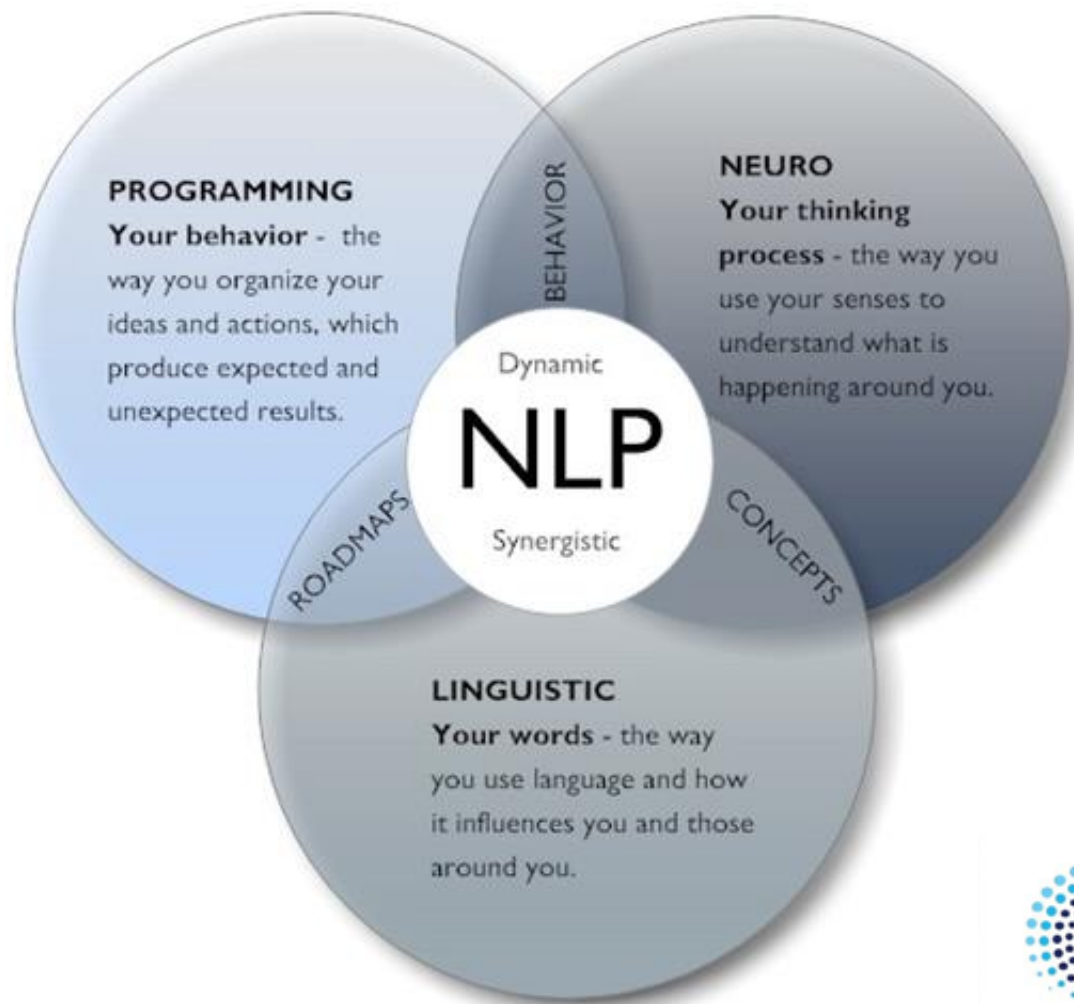 PROGRAMMING
Your behavior - the
way you organize your
ideas and actions, which
produce expected and
unexpected results.
BEHAVIOR
NEURO
Your thinking
process - the way you
use your senses to
understand what is
happening around you.
Dynamic
NLP
Synergistic
ROADMAPS
CONCEPTS
LINGUISTIC
Your words - the way
you use language and how
it influences you and those
around you.